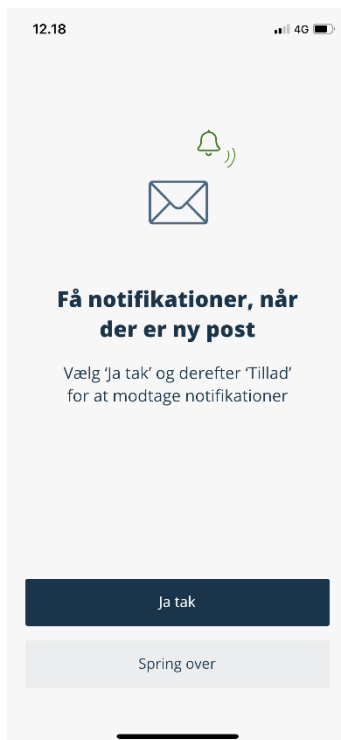 12.18
4G
Få notifikationer, når
der er ny post
Vælg ‘Ja tak’ og derefter ‘Tillad’
for at modtage notifikationer
Ja tak
Spring over